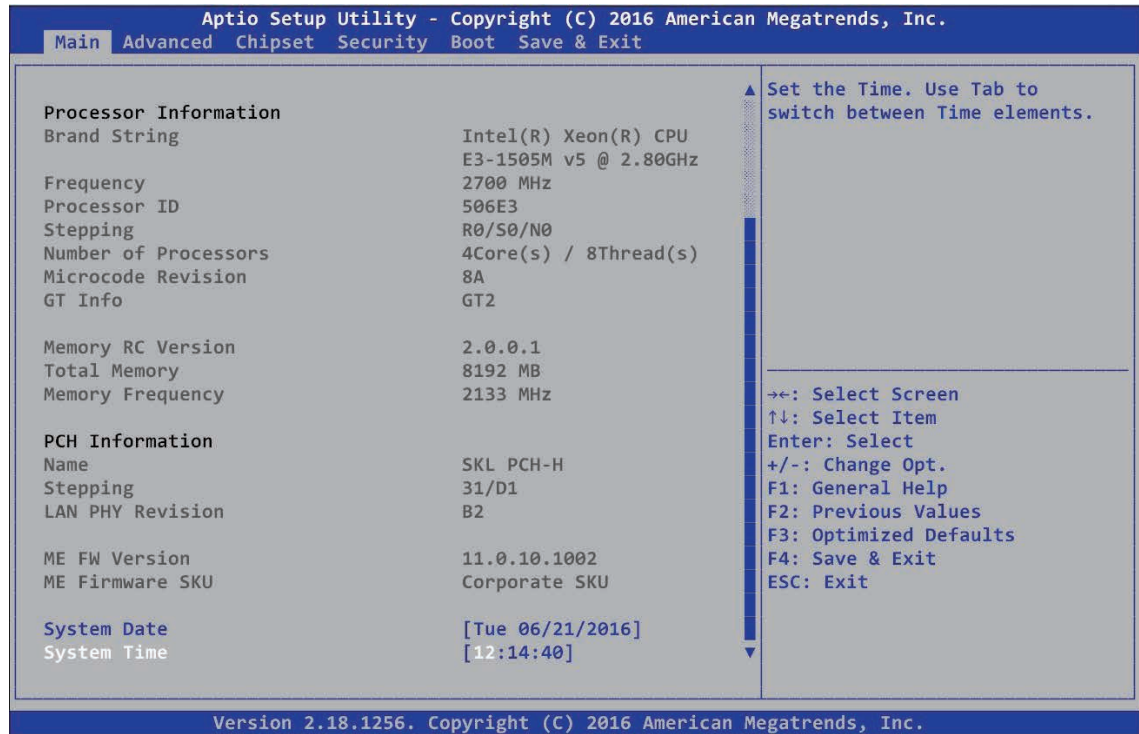 Aptio Setup Utility - Copyright (C) 2016 American Megatrends, Inc.
Main Advanced Chipset Security Boot Save & Exit
Processor Information
Brand String Intel(R) Xeon(R) CPU
E3-1505M v5 @ 2.80GHz
Frequency 2700 MHz
Processor ID 506E3
Stepping R0/S0/N0
Number of Processors 4Core(s) / 8Thread(s)
Microcode Revision 8A
GT Info GT2
Memory RC Version 2.0.0.1
Total Memory 8192 MB
Memory Frequency 2133 MHz
PCH Information
Name SKL PCH-H
Stepping 31/D1
LAN PHY Revision B2
ME FW Version 11.0.10.1002
ME Firmware SKU Corporate SKU
System Date [Tue 06/21/2016]
System Time [12:14:40]
Set the Time. Use Tab to
switch between Time elements.
→←: Select Screen
↑↓: Select Item
Enter: Select
+/-: Change Opt.
F1: General Help
F2: Previous Values
F3: Optimized Defaults
F4: Save & Exit
ESC: Exit
Version 2.18.1256. Copyright (C) 2016 American Megatrends, Inc.